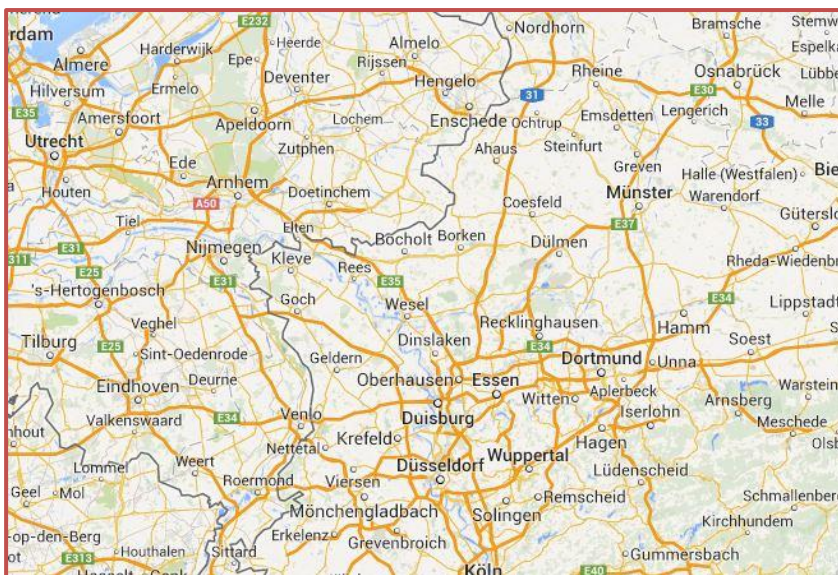 E232
Nordhorn
Bramsche
rdam
Almere
Harderwijk
Heerde
Epe
Almelo
Rijssen
Espelka
Deventer
Hengelo
Rheine
Osnabrück
Lübbe
Hilversum
Ermelo
31
E30
E35
Amersfoort
Apeldoorn
Lochem
Enschede
Ochtrup
Emsdetten
Lengerich
Melle
33
Utrecht
Zutphen
Ahaus
Steinfurt
Ede
Greven
Halle (Westfalen)
Bie
Houten
Arnhem
Doetinchem
Coesfeld
Münster
Warendorf
A50
Tiel
Elten
E37
Gütersl
E31
Nijmegen
Bocholt
Borken
Dülmen
311
E25
Kleve
Rees
Rheda-Wiedenbr
's-Hertogenbosch
E31
E35
Goch
Wesel
E34
Lippstad
Veghel
Recklinghausen
Hamm
Tilburg
E25
Sint-Oedenrode
Dinslaken
E34
Soest
Geldern
Dortmund
Unna
Eindhoven
Deurne
Oberhausen
Essen
Aplerbeck
Warstein
Witten
Arnsberg
Valkenswaard
E34
Venlo
Duisburg
Iserlohn
Meschede
nhout
Krefeld
Hagen
Olsb
Nettetal
Wuppertal
Lommel
Weert
Düsseldorf
Lüdenscheid
Geel
Mol
Roermond
Viersen
Remscheid
Schmallenber
Mönchengladbach
Solingen
Kirchhundem
-op-den-Berg
Erkelenz
Grevenbroich
ot
E313
Houthalen
Sittard
Gummersbach
Köln
E40